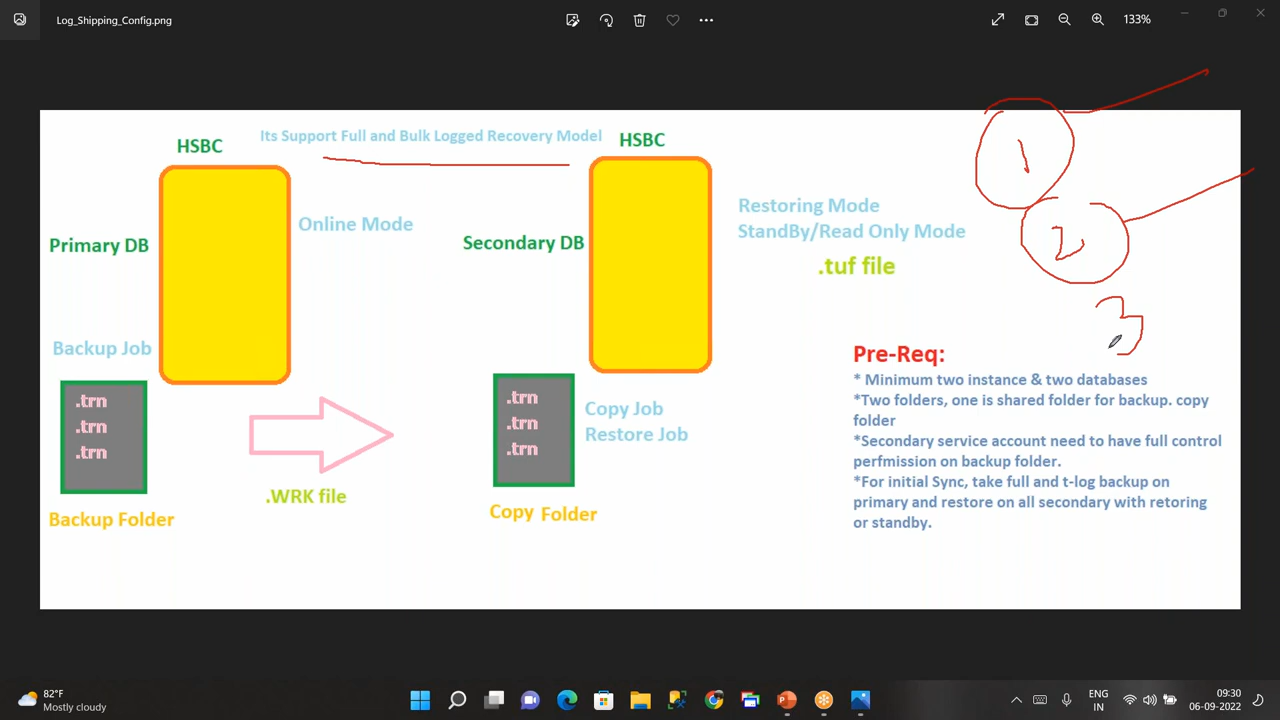 Log_Shipping_Config.png
133%
HSBC
Its Support Full and Bulk Logged Recovery Model
HSBC
1
Online Mode
Restoring Mode
StandBy/Read Only Mode
2
Primary DB
Secondary DB
.tuf file
3
Backup Job
Pre-Req:
* Minimum two instance & two databases
*Two folders, one is shared folder for backup. copy
folder
*Secondary service account need to have full control
perfmission on backup folder.
*For initial Sync, take full and t-log backup on
primary and restore on all secondary with retoring
or standby.
.trn
.trn
.trn
.trn
.trn
.trn
Copy Job
Restore Job
.WRK file
Backup Folder
Copy Folder
82°F
Mostly cloudy
ENG
IN
09:30
06-09-2022